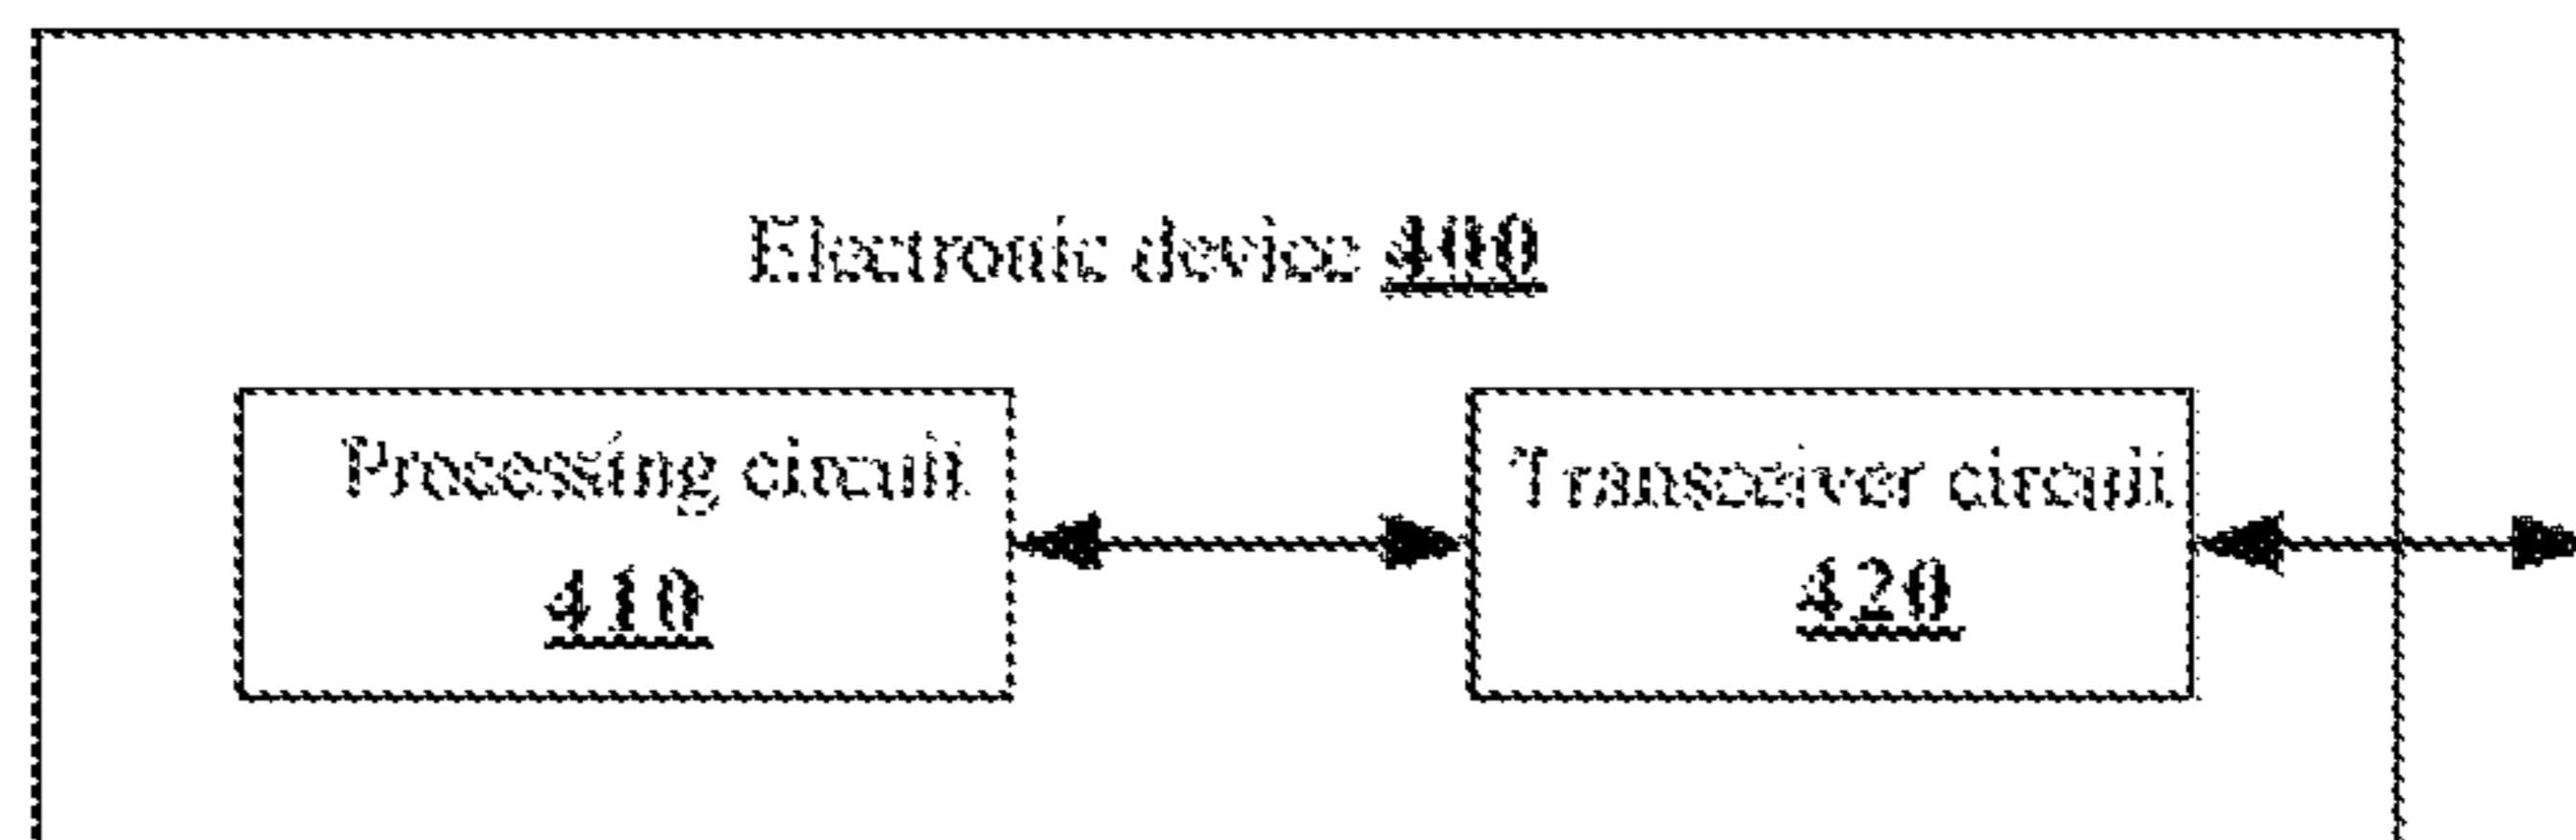 Electronic device 400
Processing circuit
410
Transceiver circuit
420